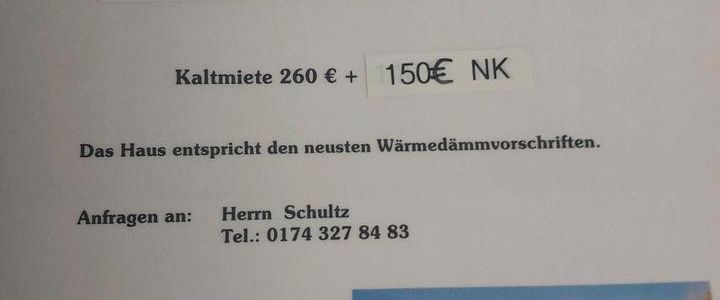 Kaltmiete 260 € + 150€ NK
Das Haus entspricht den neusten Wärmedämmvorschriften.
Anfragen an: Herrn Schultz
Tel.: 0174 327 84 83